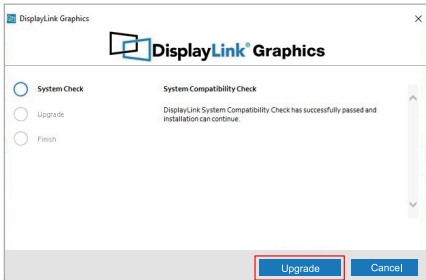 DisplayLink Graphics
DisplayLink® Graphics
System Check
Upgrade
Finish
System Compatibility Check
DisplayLink System Compatibility Check has successfully passed and
installation can continue.
Upgrade
Cancel